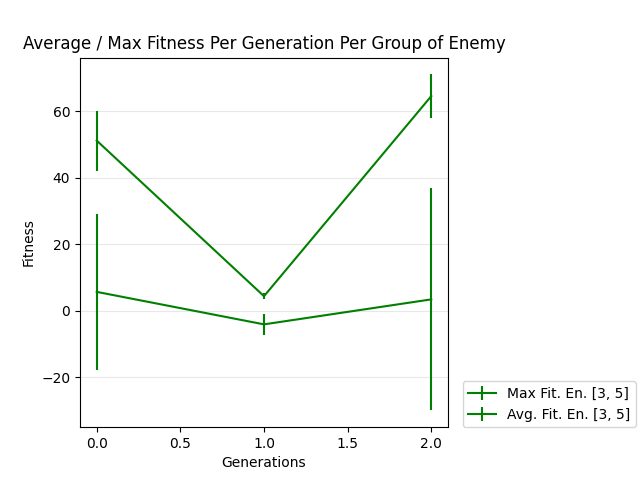 Average / Max Fitness Per Generation Per Group of Enemy
Fitness
60
40
20
0
−20
0.0 0.5 1.0 1.5 2.0
Generations
Max Fit. En. [3, 5]
Avg. Fit. En. [3, 5]